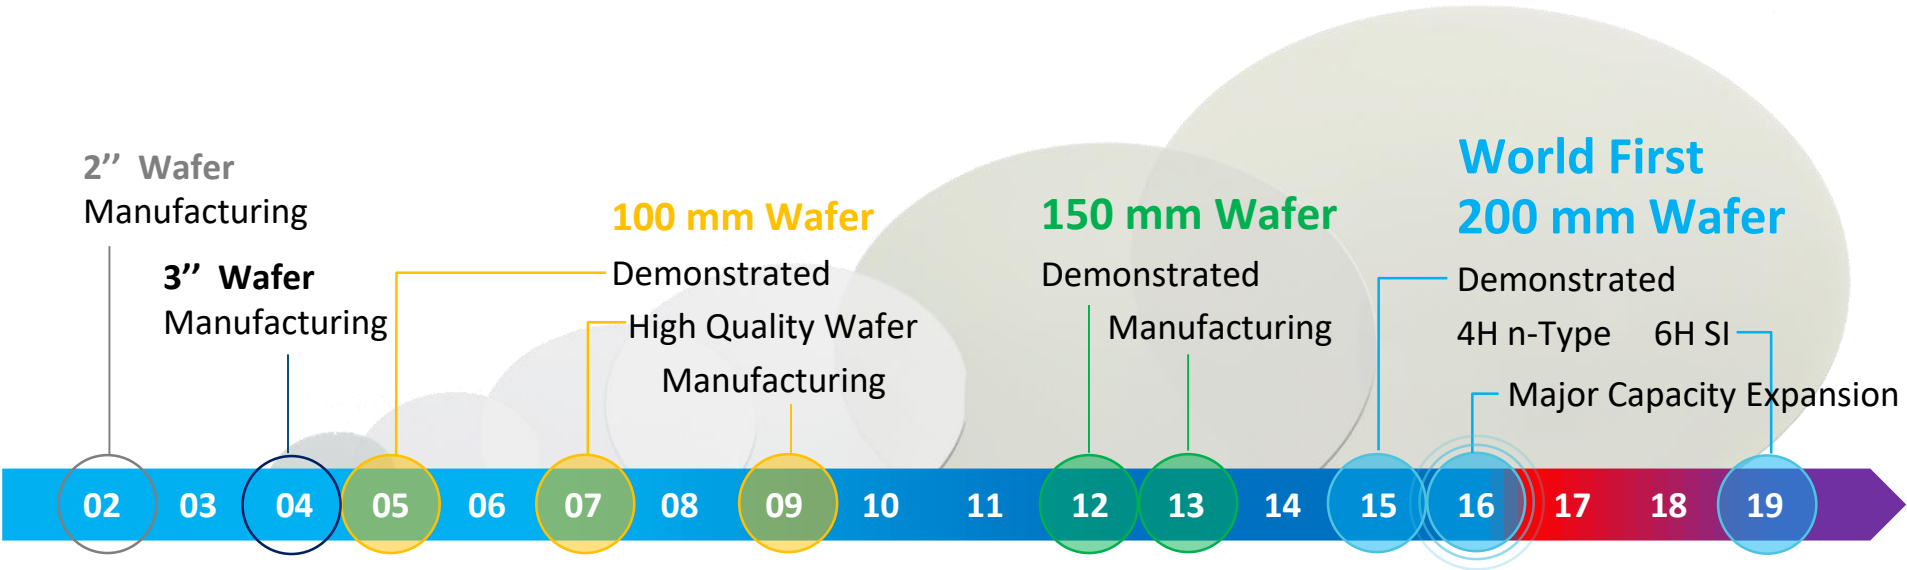 2’’ Wafer
Manufacturing
3’’ Wafer
Manufacturing
100 mm Wafer
Demonstrated
High Quality Wafer
Manufacturing
150 mm Wafer
Demonstrated
Manufacturing
World First
200 mm Wafer
Demonstrated
4H n-Type 6H SI
Major Capacity Expansion
02 03 04 05 06 07 08 09 10 11 12 13 14 15 16 17 18 19